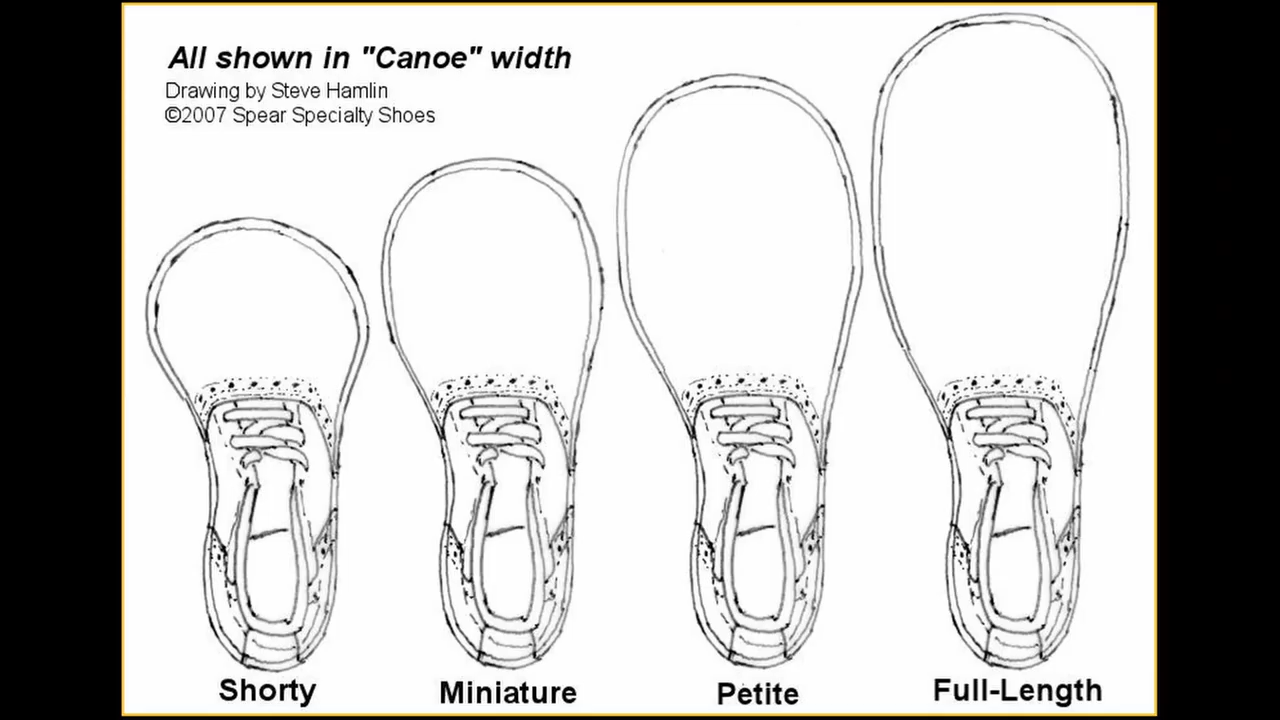 All shown in "Canoe" width
Drawing by Steve Hamlin
©2007 Spear Specialty Shoes
Shorty
Miniature
Petite
Full-Length